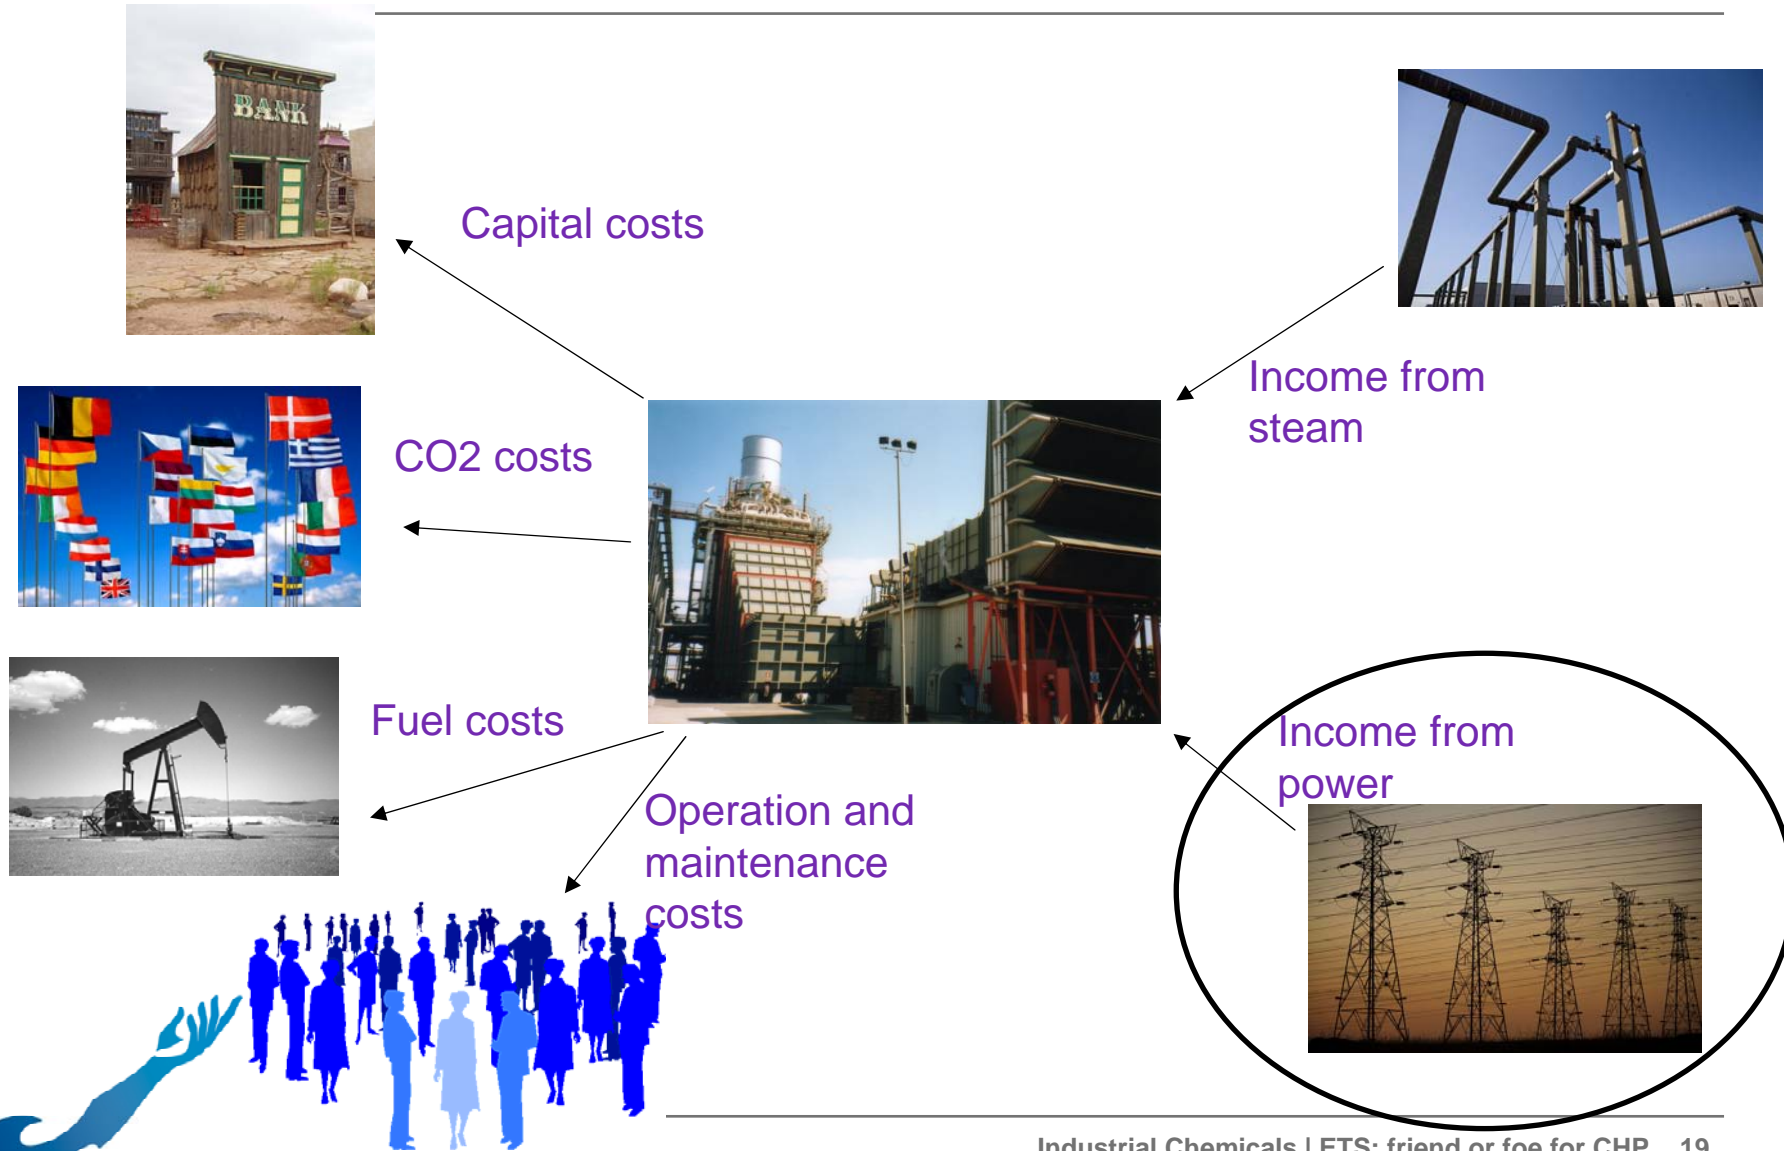 BANK
Capital costs
Income from
steam
CO2 costs
Fuel costs
Income from
power
Operation and
maintenance
costs
Industrial Chemicals | ETS: friend or foe for CHP 19